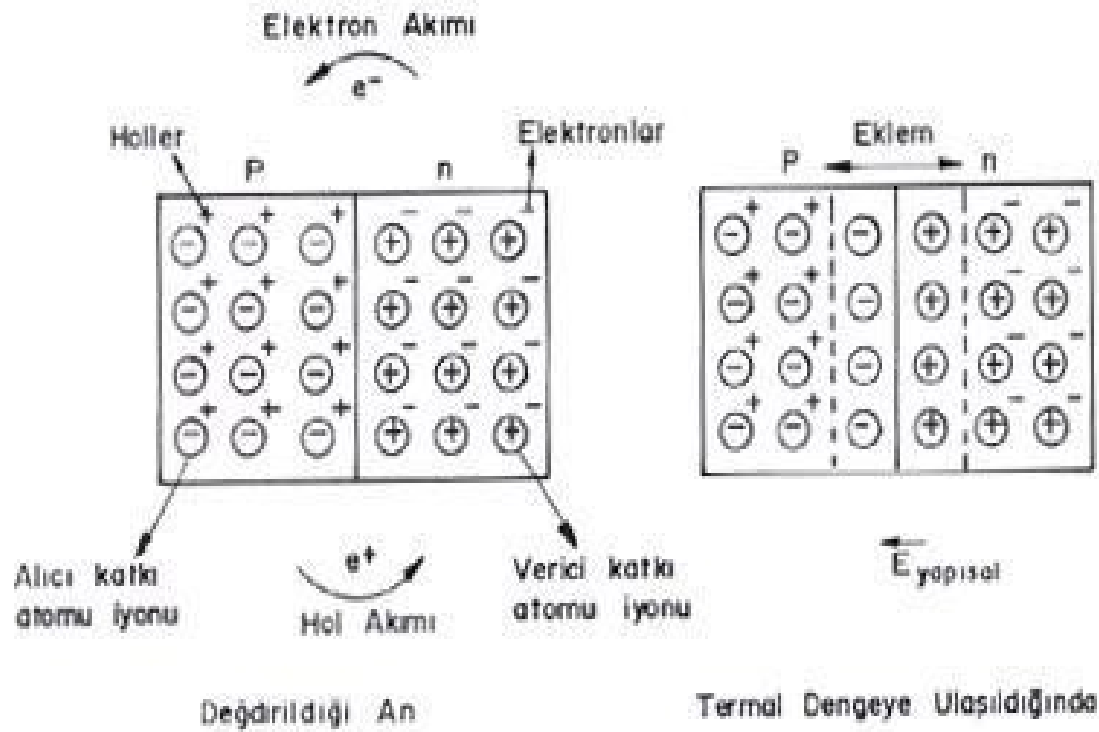 Elektron Akımı
e⁻
Holler
Elektronlar
P
n
Eklem
P
n
Alıcı katkı
atomu iyonu
e⁺
Hol Akımı
Verici katkı
atomu iyonu
E yapısal
Değdirildiği An
Termal Dengeye Ulaşıldığında